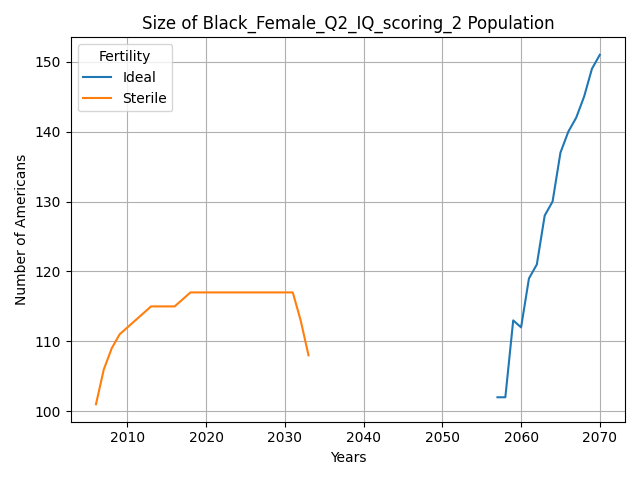 Size of Black_Female_Q2_IQ_scoring_2 Population
Fertility
Ideal
Sterile
Number of Americans
150
140
130
120
110
100
2010 2020 2030 2040 2050 2060 2070
Years